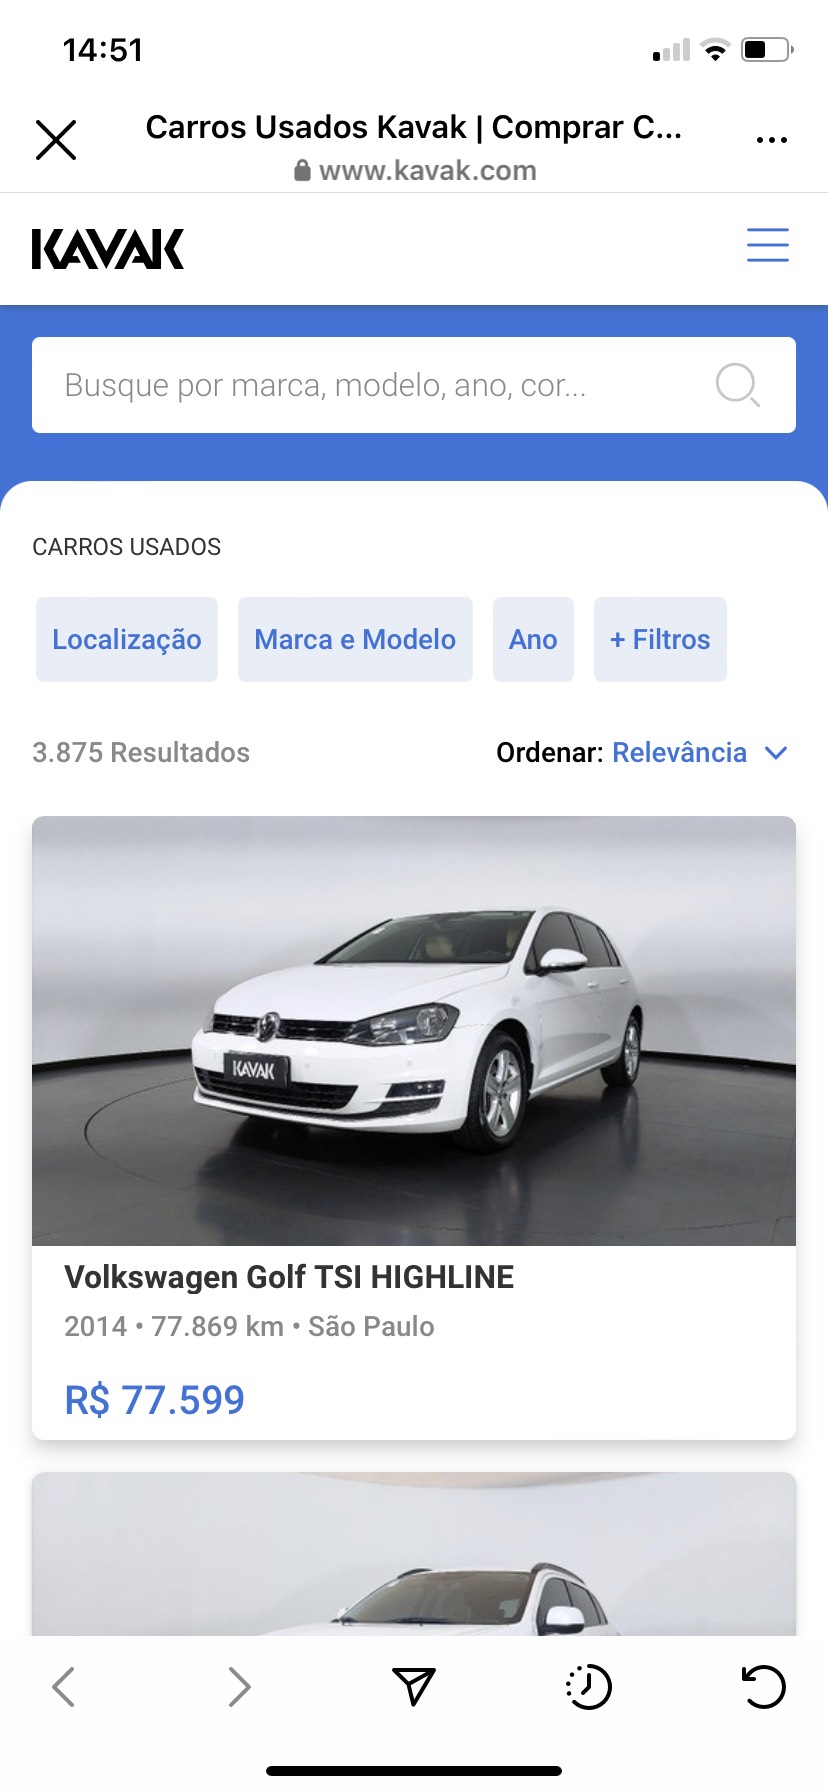 14:51
Carros Usados Kavak | Comprar C...
www.kavak.com
KAVAK
Busque por marca, modelo, ano, cor...
CARROS USADOS
Localização
Marca e Modelo
Ano
+ Filtros
3.875 Resultados
Ordenar: Relevância
KAVAK
Volkswagen Golf TSI HIGHLINE
2014 • 77.869 km • São Paulo
R$ 77.599